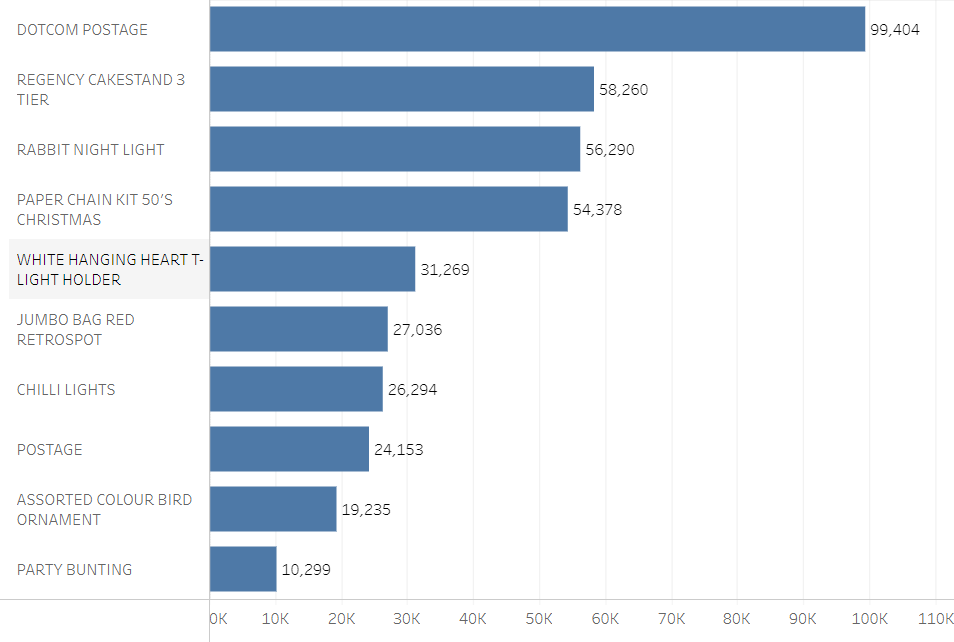 DOTCOM POSTAGE
99,404
REGENCY CAKESTAND 3
TIER
58,260
RABBIT NIGHT LIGHT
56,290
PAPER CHAIN KIT 50'S
CHRISTMAS
54,378
WHITE HANGING HEART T-
LIGHT HOLDER
31,269
JUMBO BAG RED
RETROSPOT
27,036
CHILLI LIGHTS
26,294
POSTAGE
24,153
ASSORTED COLOUR BIRD
ORNAMENT
19,235
PARTY BUNTING
10,299
0K 10K 20K 30K 40K 50K 60K 70K 80K 90K 100K 110K